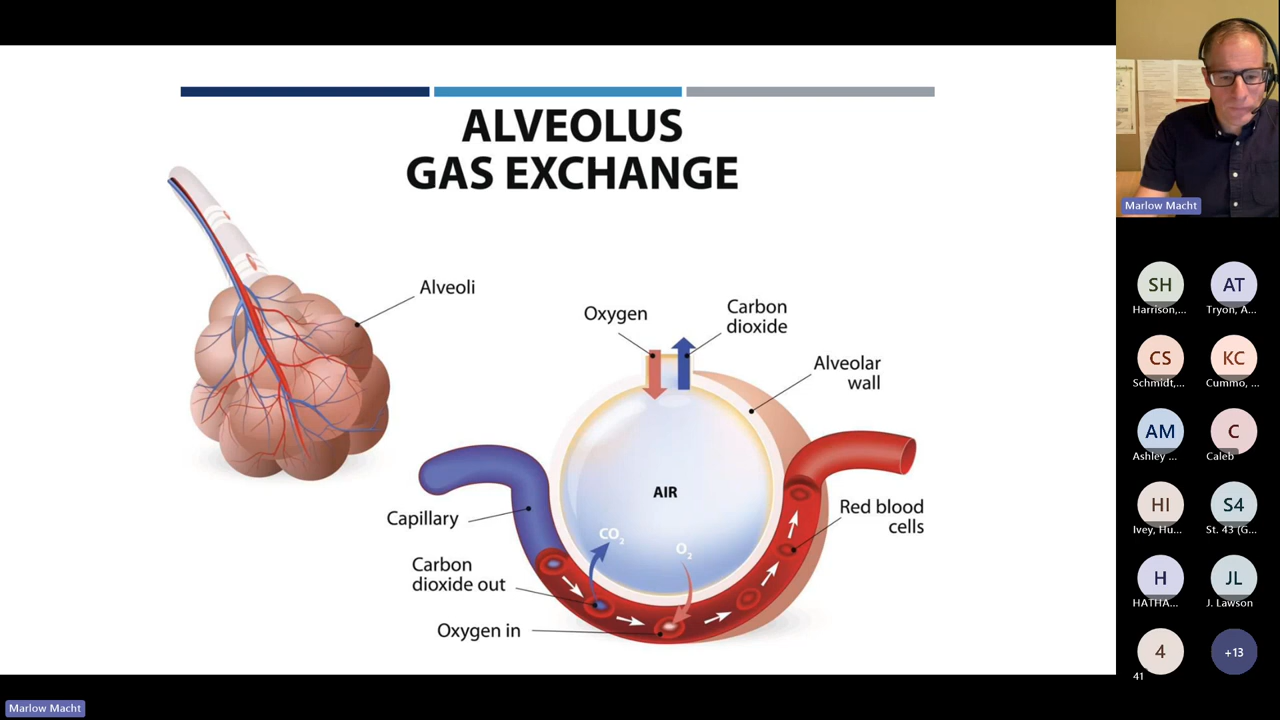 ALVEOLUS
GAS EXCHANGE
Alveoli
Oxygen
Carbon
dioxide
Alveolar
wall
AIR
Capillary
CO₂
O₂
Red blood
cells
Carbon
dioxide out
Oxygen in
Marlow Macht
SH
Harrison,...
AT
Tryon, A...
CS
Schmidt,...
KC
Cummo, ...
AM
Ashley ...
C
Caleb
HI
Ivey, Hu...
S4
St. 43 (G...
H
HATHA...
JL
J. Lawson
4
41
+13
Marlow Macht